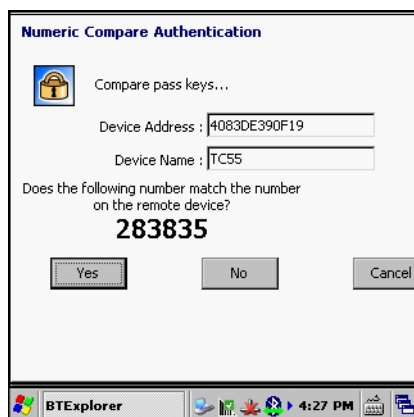 Numeric Compare Authentication
Compare pass keys...
Device Address : 4083DE390F19
Device Name : TC55
Does the following number match the number
on the remote device?
283835
Yes No Cancel
BTExplorer 4:27 PM